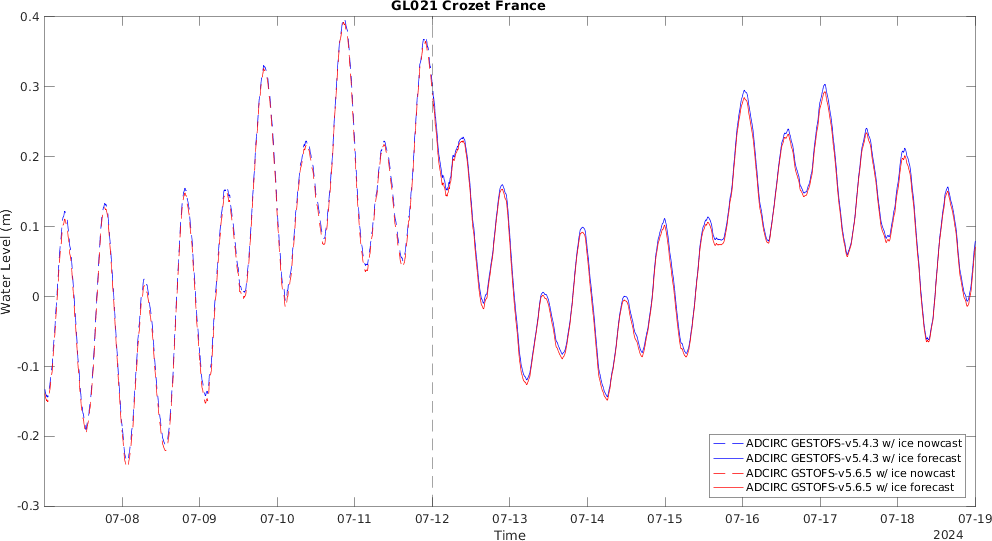 GL021 Crozet France
Water Level (m)
0.4
0.3
0.2
0.1
0
-0.1
-0.2
-0.3
07-08 07-09 07-10 07-11 07-12 07-13 07-14 07-15 07-16 07-17 07-18 07-19
Time
2024
ADCIRC GESTOFS-v5.4.3 w/ ice nowcast
ADCIRC GESTOFS-v5.4.3 w/ ice forecast
ADCIRC GSTOFS-v5.6.5 w/ ice nowcast
ADCIRC GSTOFS-v5.6.5 w/ ice forecast